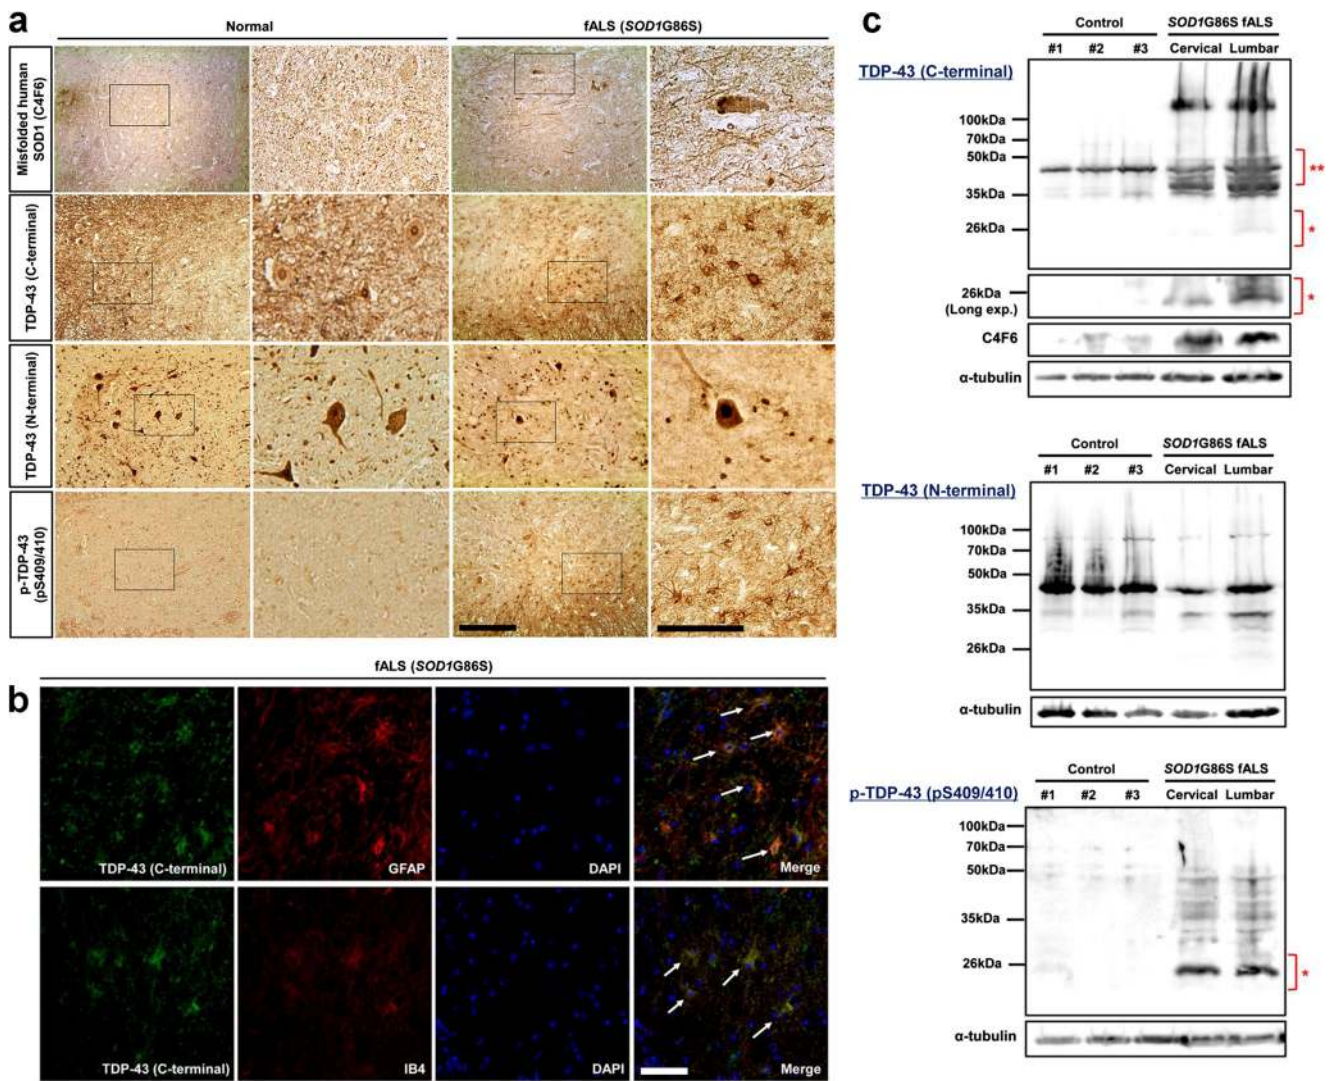 a
Normal
fALS (SOD1G86S)
Misfolded human
SOD1 (C4F6)
TDP-43 (C-terminal)
TDP-43 (N-terminal)
p-TDP-43
(pS409/410)
b
fALS (SOD1G86S)
TDP-43 (C-terminal)
GFAP
DAPI
Merge
TDP-43 (C-terminal)
IB4
DAPI
Merge
c
Control
SOD1G86S fALS
#1 #2 #3 Cervical Lumbar
TDP-43 (C-terminal)
100kDa
70kDa
50kDa
**
35kDa
26kDa
*
26kDa
(Long exp.)
*
C4F6
α-tubulin
Control
SOD1G86S fALS
#1 #2 #3 Cervical Lumbar
TDP-43 (N-terminal)
100kDa
70kDa
50kDa
35kDa
26kDa
α-tubulin
Control
SOD1G86S fALS
p-TDP-43 (pS409/410) #1 #2 #3 Cervical Lumbar
100kDa
70kDa
50kDa
35kDa
26kDa
*
α-tubulin